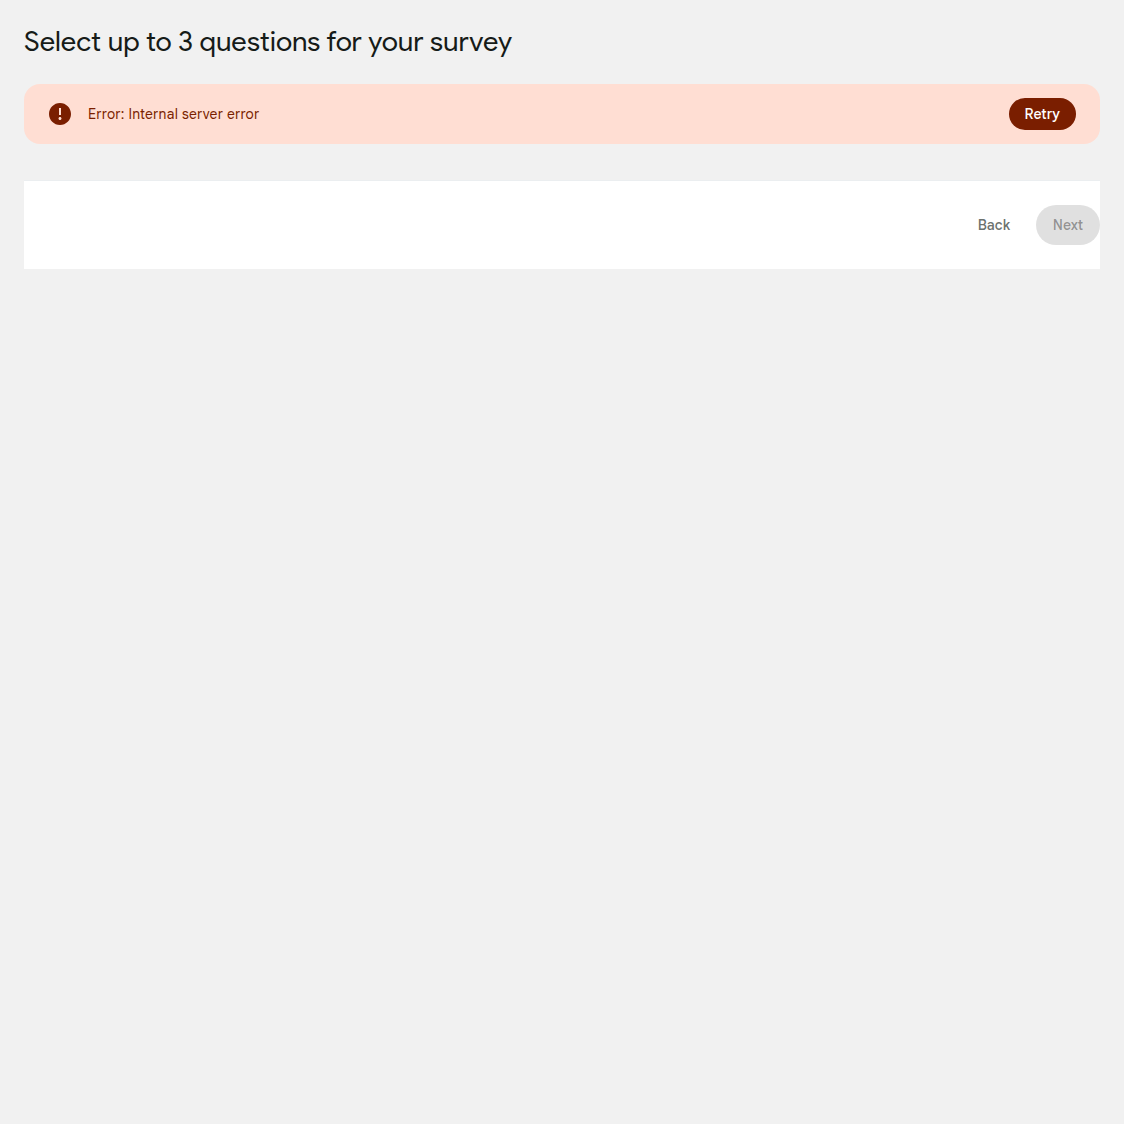 Select up to 3 questions for your survey
Error: Internal server error
Retry
Back
Next